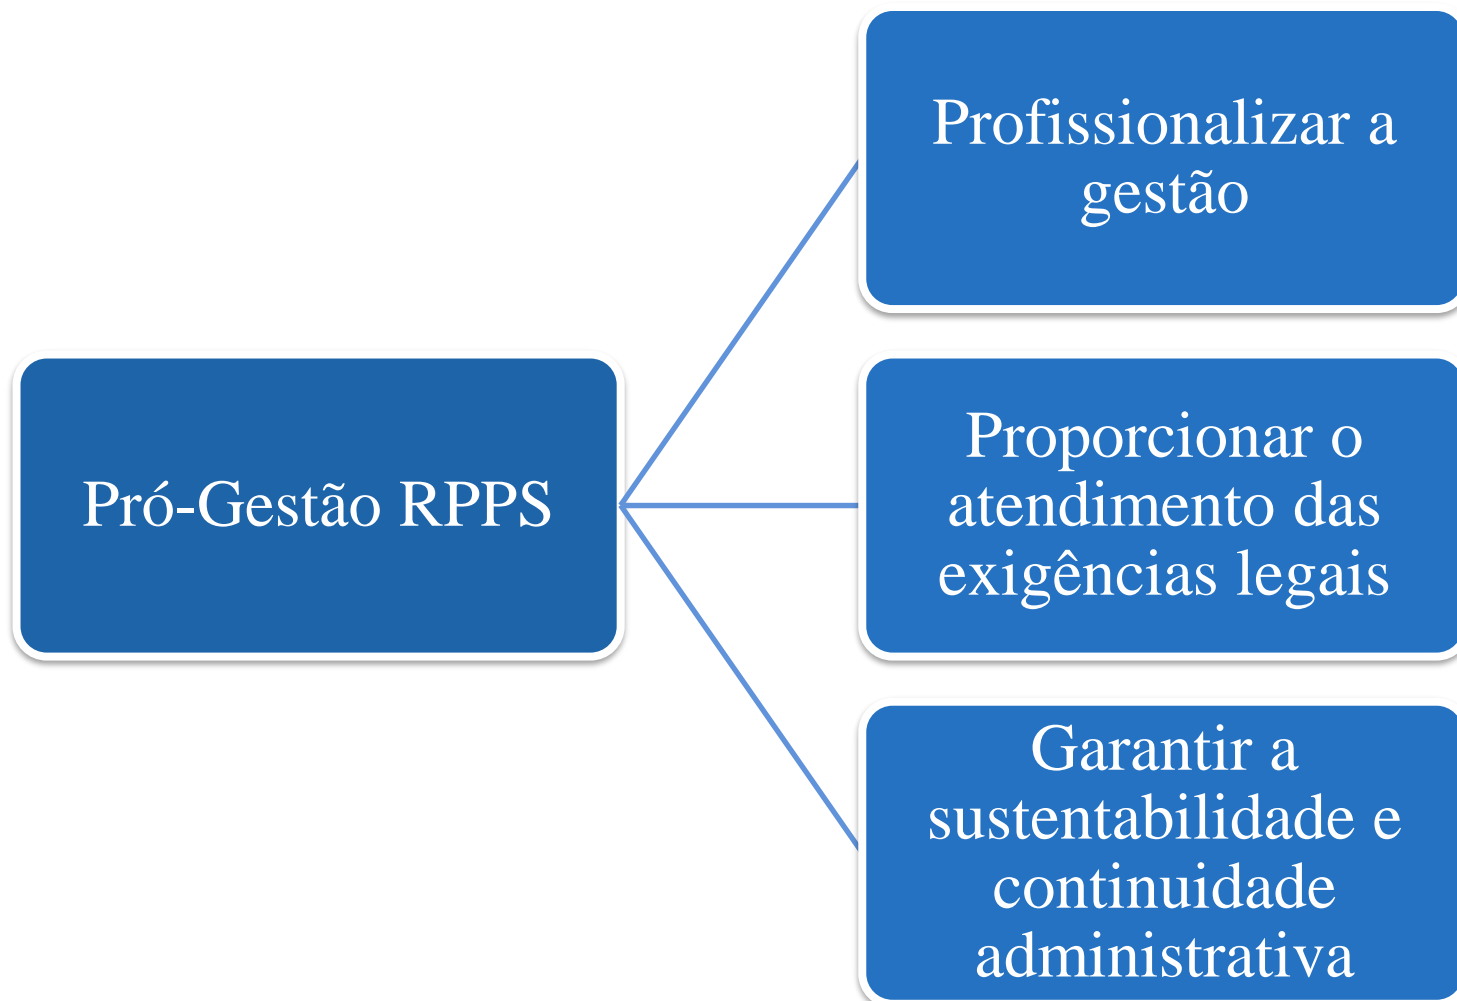 Profissionalizar a
gestão
Pró-Gestão RPPS
Proporcionar o
atendimento das
exigências legais
Garantir a
sustentabilidade e
continuidade
administrativa